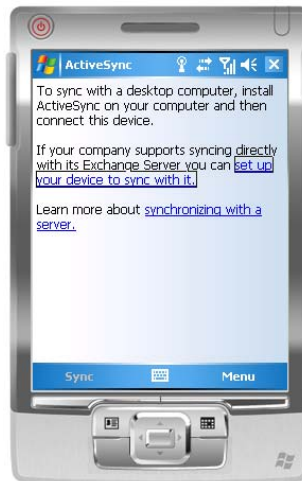 ActiveSync
To sync with a desktop computer, install
ActiveSync on your computer and then
connect this device.
If your company supports syncing directly
with its Exchange Server you can set up
your device to sync with it.
Learn more about synchronizing with a
server.
Sync Menu